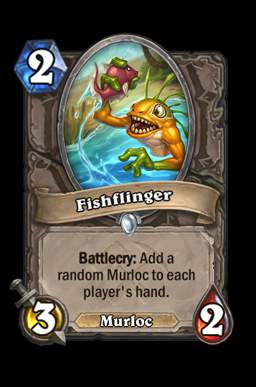 2
Fishflinger
Battlecry: Add a
random Murloc to each
player's hand.
3
Murloc
2